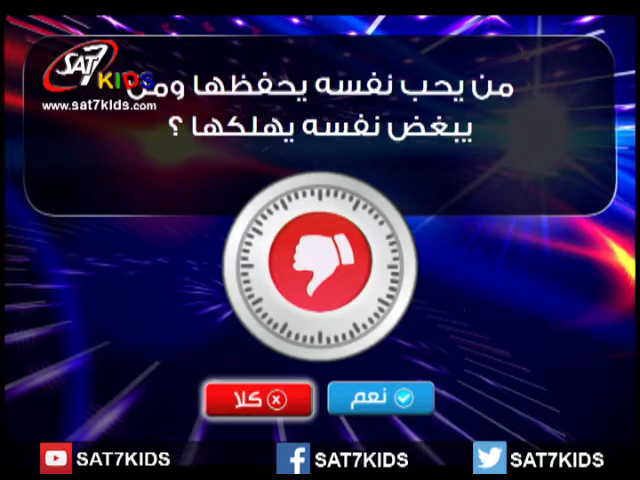 SAT7
KIDS
www.sat7kids.com
من يحب نفسه يحفظها ومن
يبغض نفسه يهلكها ؟
نعم
كلا
SAT7KIDS
SAT7KIDS
SAT7KIDS